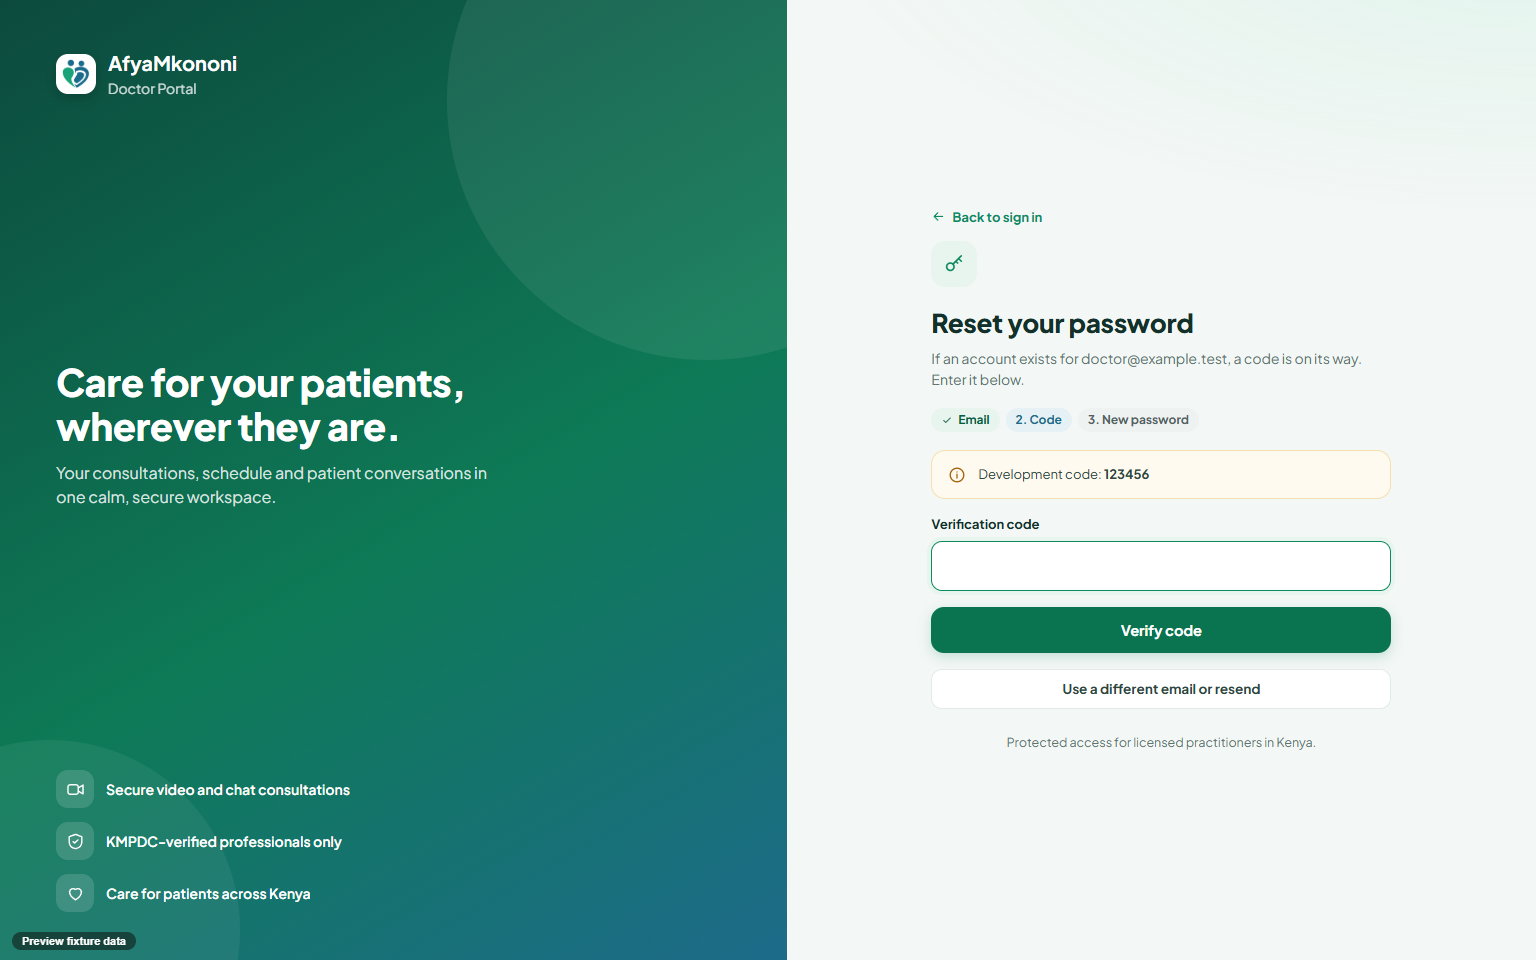 AfyaMkononi
Doctor Portal
Care for your patients,
wherever they are.
Your consultations, schedule and patient conversations in
one calm, secure workspace.
Secure video and chat consultations
KMPDC-verified professionals only
Care for patients across Kenya
Preview fixture data
Back to sign in
Reset your password
If an account exists for doctor@example.test, a code is on its way.
Enter it below.
Email
2. Code
3. New password
Development code: 123456
Verification code
Verify code
Use a different email or resend
Protected access for licensed practitioners in Kenya.